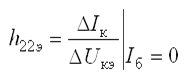 h₂₂э = ΔIк / ΔUкэ | Iб = 0